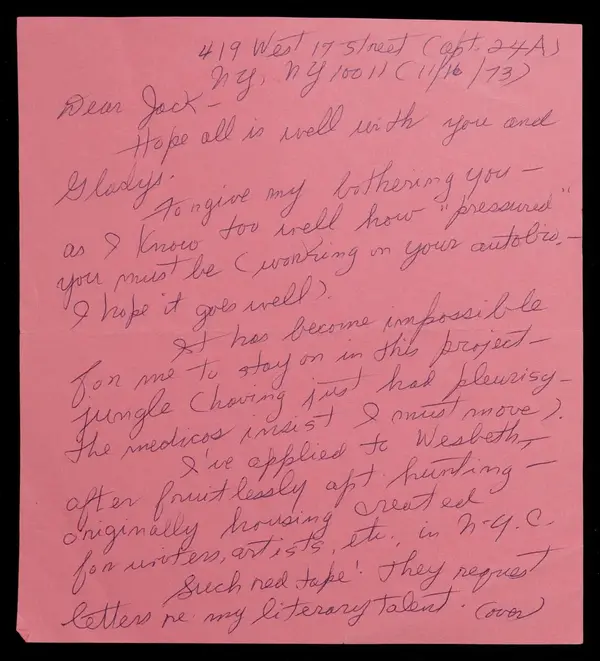 419 West 17 Street (Apt. 24A)
NY, NY 10011 (11/16/73)
Dear Jack –
Hope all is well with you and
Gladys.
Forgive my bothering you –
as I know too well how "pressured"
you must be (working on your autobio, –
I hope it goes well).
It has become impossible
for me to stay on in this project –
jungle (having just had pleurisy –
the medicos insist I must move).
I've applied to Wesbeth,
after fruitlessly apt hunting –
originally housing created
for writers, artists, etc., in N.Y.C.
Such red tape! They request
letters re my literary talent. (over)